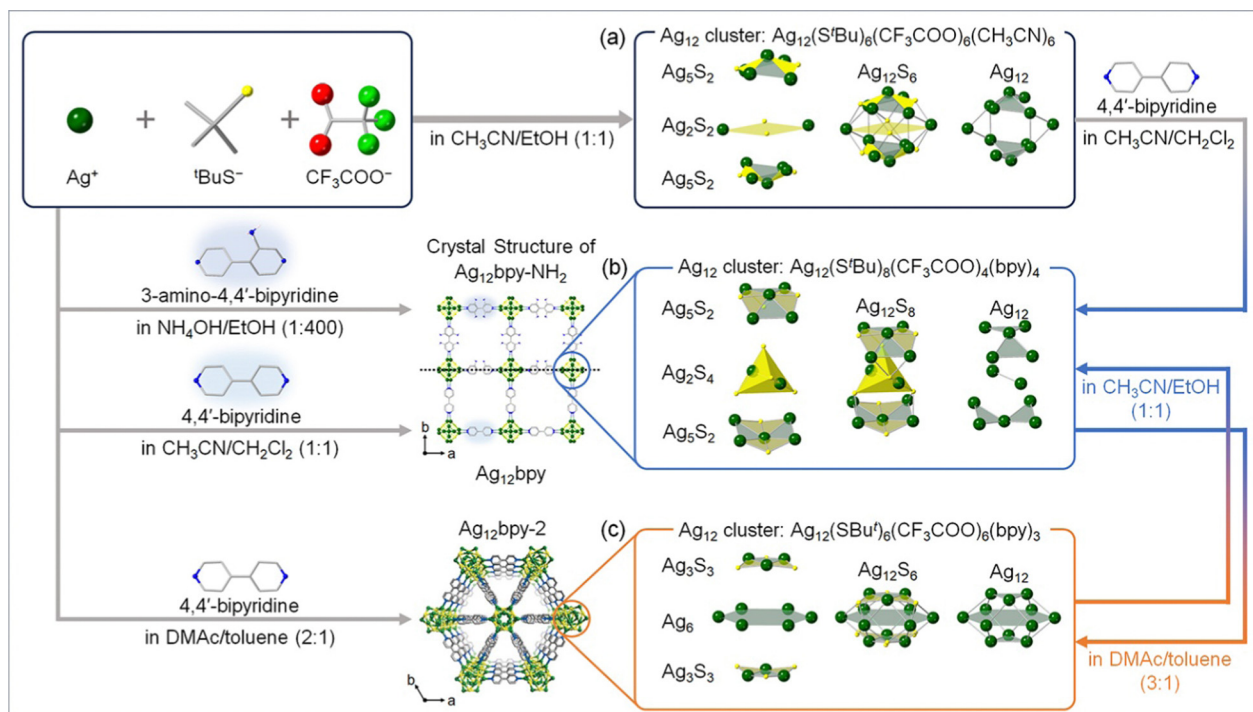 (a)
Ag₁₂ cluster: Ag₁₂(SᵗBu)₆(CF₃COO)₆(CH₃CN)₆
Ag₅S₂
Ag₁₂S₆
Ag₁₂
Ag₂S₂
Ag₅S₂
4,4′-bipyridine
in CH₃CN/CH₂Cl₂
+
+
Ag⁺
ᵗBuS⁻
CF₃COO⁻
in CH₃CN/EtOH (1:1)
3-amino-4,4′-bipyridine
in NH₄OH/EtOH (1:400)
4,4′-bipyridine
in CH₃CN/CH₂Cl₂ (1:1)
Crystal Structure of
Ag₁₂bpy-NH₂
b
a
Ag₁₂bpy
(b)
Ag₁₂ cluster: Ag₁₂(SᵗBu)₈(CF₃COO)₄(bpy)₄
Ag₅S₂
Ag₁₂S₈
Ag₁₂
Ag₂S₄
Ag₅S₂
in CH₃CN/EtOH
(1:1)
4,4′-bipyridine
in DMAc/toluene (2:1)
Ag₁₂bpy-2
b
a
(c)
Ag₁₂ cluster: Ag₁₂(SBuᵗ)₆(CF₃COO)₆(bpy)₃
Ag₃S₃
Ag₁₂S₆
Ag₁₂
Ag₆
Ag₃S₃
in DMAc/toluene
(3:1)